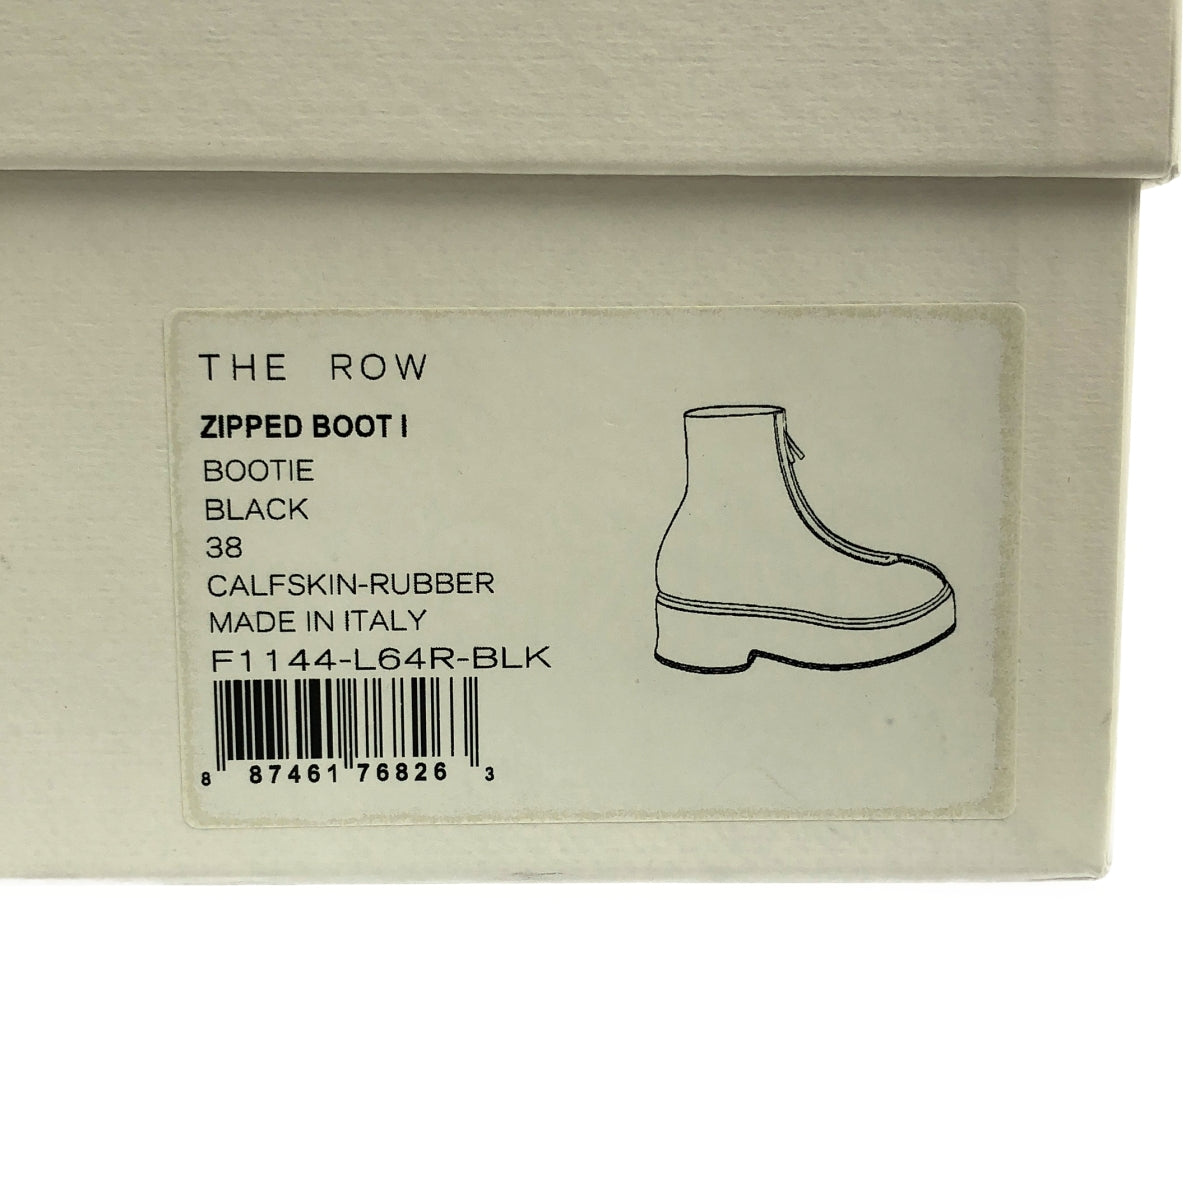 THE ROW
ZIPPED BOOT I
BOOTIE
BLACK
38
CALFSKIN-RUBBER
MADE IN ITALY
F1144-L64R-BLK
8 87461 76826 3